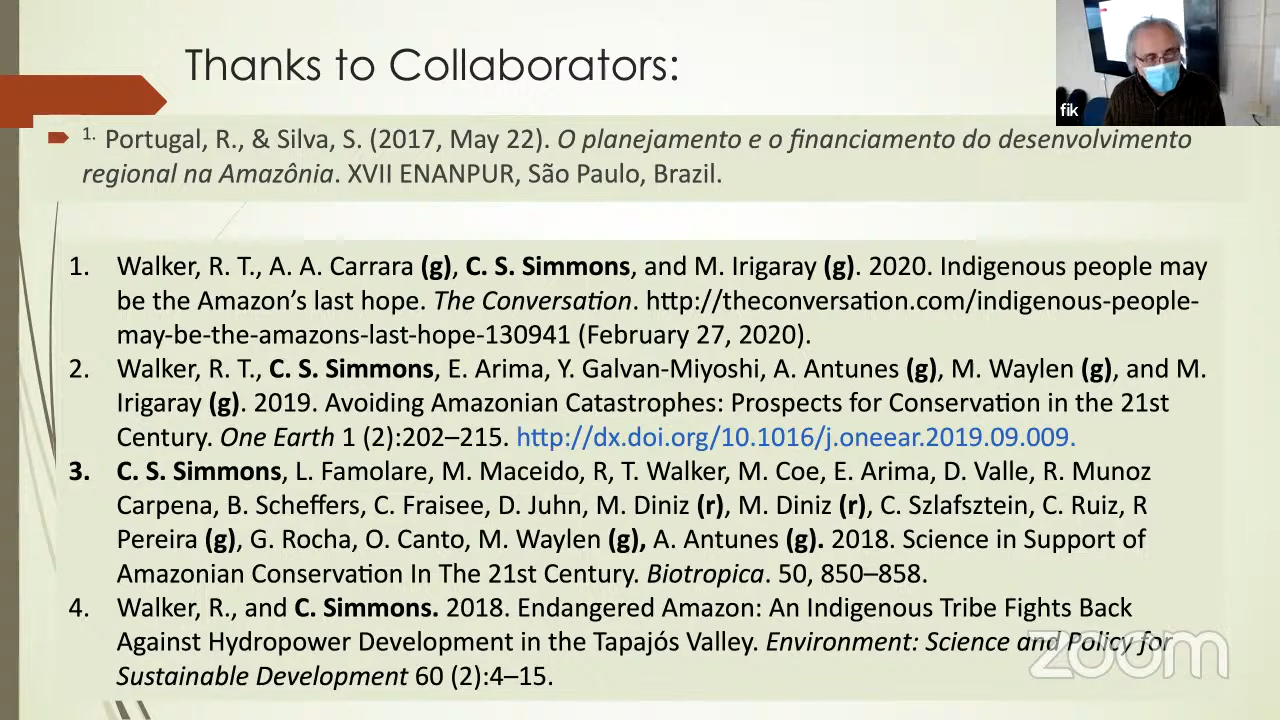 Thanks to Collaborators:
fik
1. Portugal, R., & Silva, S. (2017, May 22). O planejamento e o financiamento do desenvolvimento
regional na Amazônia. XVII ENANPUR, São Paulo, Brazil.
1. Walker, R. T., A. A. Carrara (g), C. S. Simmons, and M. Irigaray (g). 2020. Indigenous people may
be the Amazon’s last hope. The Conversation. http://theconversation.com/indigenous-people-
may-be-the-amazons-last-hope-130941 (February 27, 2020).
2. Walker, R. T., C. S. Simmons, E. Arima, Y. Galvan-Miyoshi, A. Antunes (g), M. Waylen (g), and M.
Irigaray (g). 2019. Avoiding Amazonian Catastrophes: Prospects for Conservation in the 21st
Century. One Earth 1 (2):202–215. http://dx.doi.org/10.1016/j.oneear.2019.09.009.
3. C. S. Simmons, L. Famolare, M. Maceido, R, T. Walker, M. Coe, E. Arima, D. Valle, R. Munoz
Carpena, B. Scheffers, C. Fraisee, D. Juhn, M. Diniz (r), M. Diniz (r), C. Szlafsztein, C. Ruiz, R
Pereira (g), G. Rocha, O. Canto, M. Waylen (g), A. Antunes (g). 2018. Science in Support of
Amazonian Conservation In The 21st Century. Biotropica. 50, 850–858.
4. Walker, R., and C. Simmons. 2018. Endangered Amazon: An Indigenous Tribe Fights Back
Against Hydropower Development in the Tapajós Valley. Environment: Science and Policy for
Sustainable Development 60 (2):4–15.
zoom